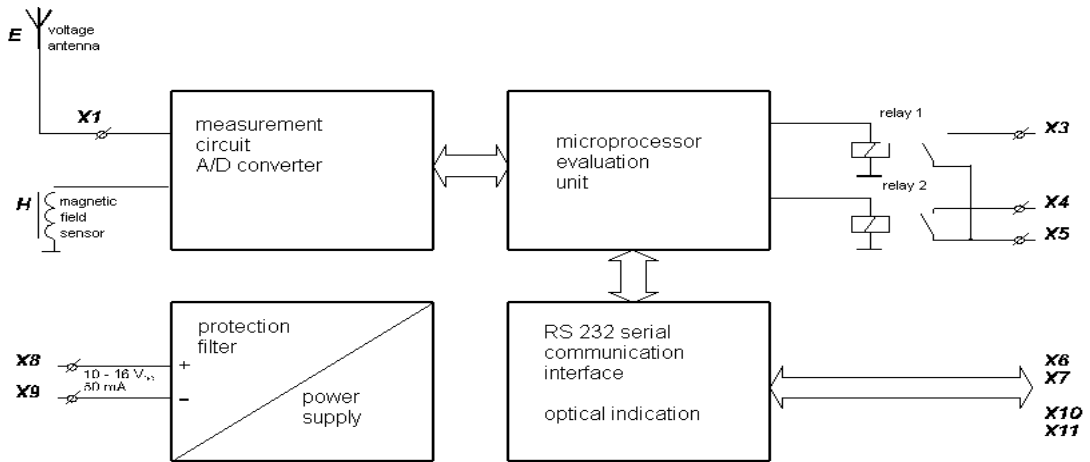 E
voltage
antenna
X1
measurement
circuit
A/D converter
H
magnetic
field
sensor
microprocessor
evaluation
unit
relay 1
relay 2
X3
X4
X5
protection
filter
power
supply
X8
X9
10 - 16 V
50 mA
+
–
RS 232 serial
communication
interface
optical indication
X6
X7
X10
X11